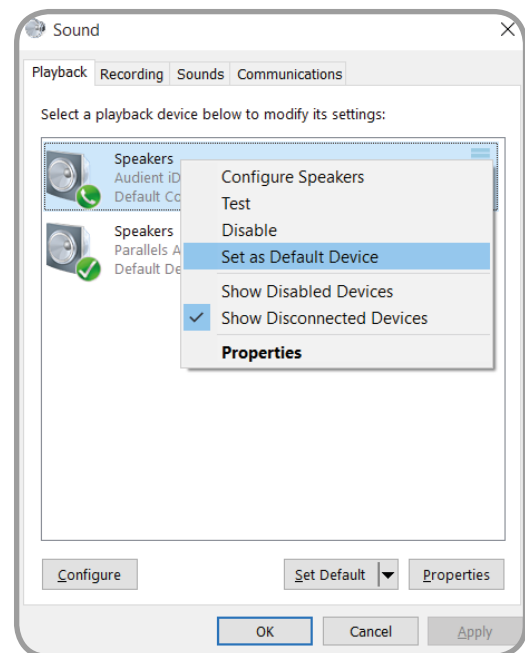 Sound
Playback Recording Sounds Communications
Select a playback device below to modify its settings:
Speakers
Audient iD
Default Co
Configure Speakers
Test
Disable
Set as Default Device
Show Disabled Devices
Show Disconnected Devices
Properties
Speakers
Parallels A
Default De
Configure Set Default Properties
OK Cancel Apply